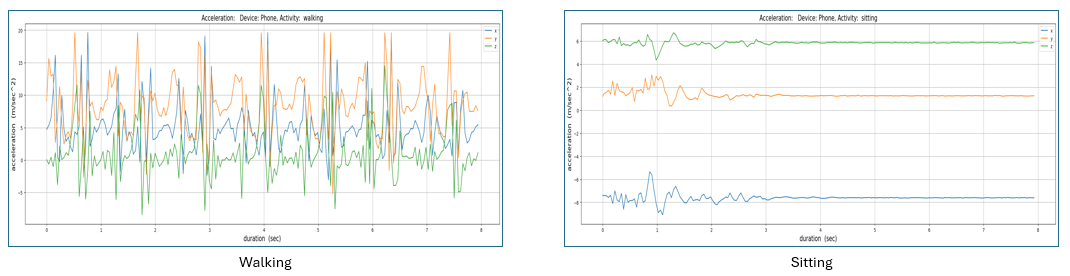 Acceleration: Device: Phone, Activity: walking
20
15
10
5
0
-5
acceleration (m/sec^2)
x
y
z
0 1 2 3 4 5 6 7 8
duration (sec)
Walking
Acceleration: Device: Phone, Activity: sitting
6
4
2
0
-2
-4
-6
-8
acceleration (m/sec^2)
x
y
z
0 1 2 3 4 5 6 7 8
duration (sec)
Sitting